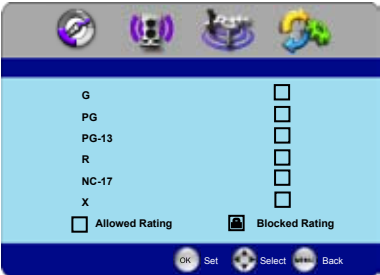 G
PG
PG-13
R
NC-17
X
Allowed Rating Blocked Rating
OK Set Select MENU Back